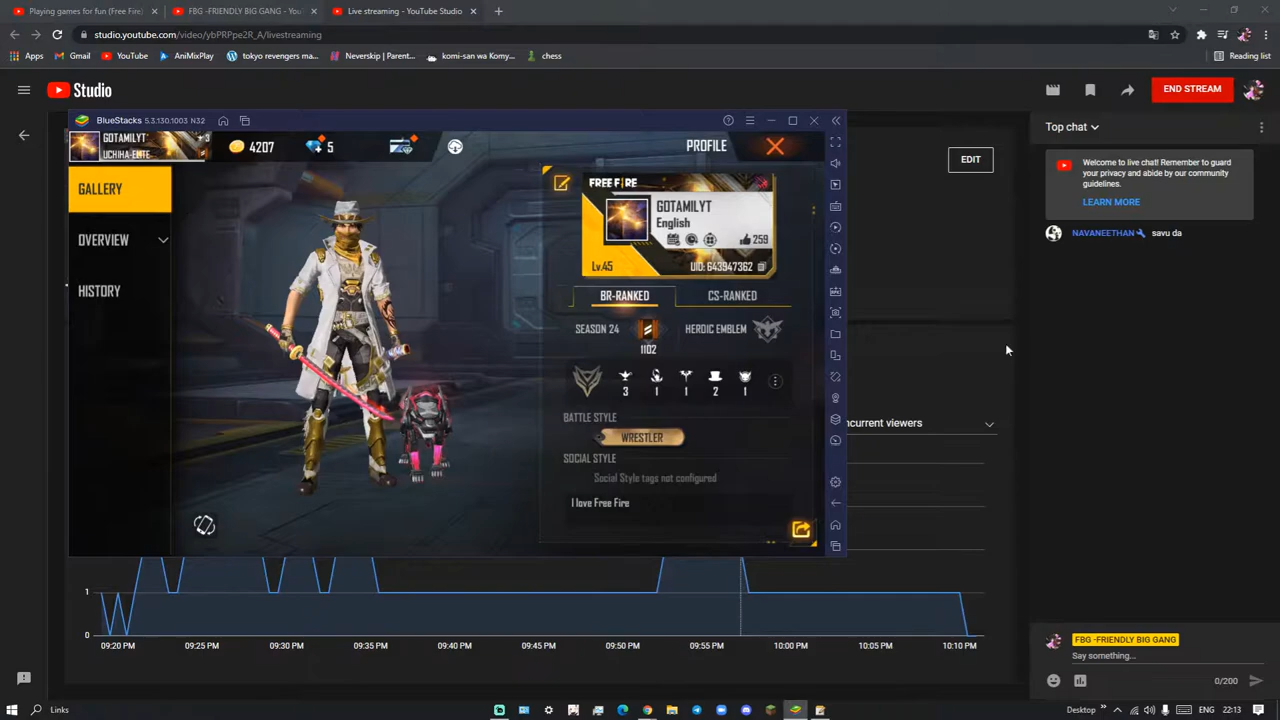 Playing games for fun (Free Fire)
FBG -FRIENDLY BIG GANG - YouT
Live streaming - YouTube Studio
studio.youtube.com/video/ybPRPpe2R_A/livestreaming
Apps
Gmail
YouTube
AniMixPlay
tokyo revengers ma...
Neverskip | Parent...
komi-san wa Komy...
chess
Reading list
Studio
END STREAM
BlueStacks 5.3.130.1003 N32
GOTAMILYT
UCHIHA-ELITE
4207
5
PROFILE
GALLERY
OVERVIEW
HISTORY
FREE FIRE
GOTAMILYT
English
259
Lv.45
UID: 643947362
BR-RANKED
CS-RANKED
SEASON 24
HEROIC EMBLEM
1102
3
1
1
2
1
BATTLE STYLE
WRESTLER
SOCIAL STYLE
Social Style tags not configured
I love Free Fire
EDIT
ncurrent viewers
1
0
09:20 PM
09:25 PM
09:30 PM
09:35 PM
09:40 PM
09:45 PM
09:50 PM
09:55 PM
10:00 PM
10:05 PM
10:10 PM
Top chat
Welcome to live chat! Remember to guard
your privacy and abide by our community
guidelines.
LEARN MORE
NAVANEETHAN savu da
FBG -FRIENDLY BIG GANG
Say something...
0/200
Links
Desktop
ENG
22:13